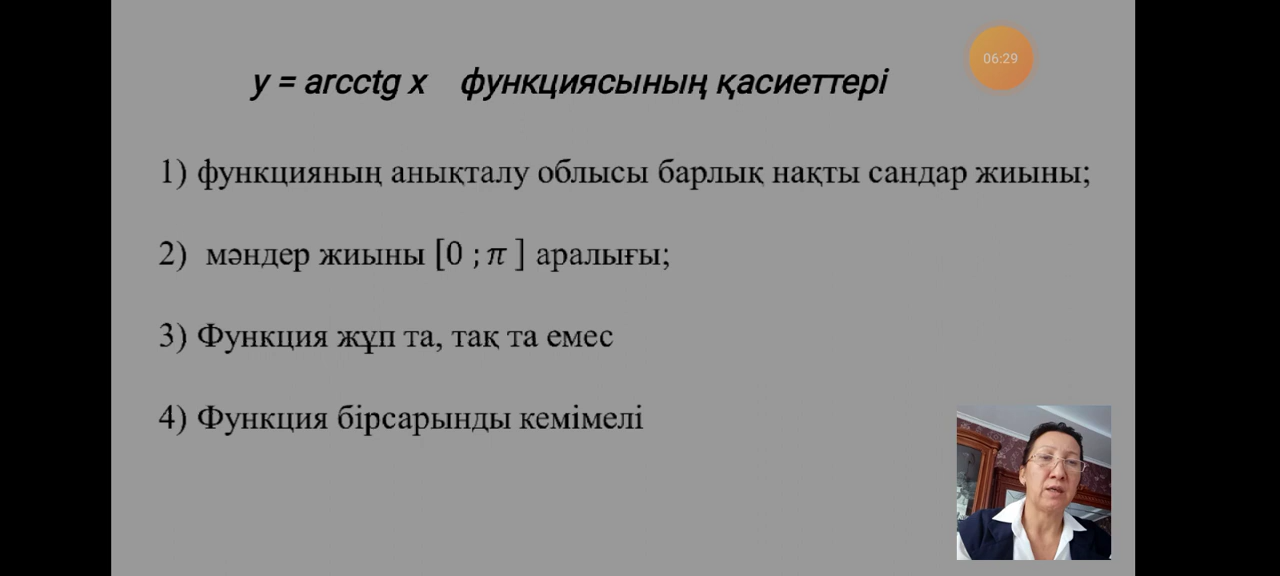 y = arcctg x функциясының қасиеттері
06:29
1) функцияның анықталу облысы барлық нақты сандар жиыны;
2) мәндер жиыны [0 ; π ] аралығы;
3) Функция жұп та, тақ та емес
4) Функция бірсарынды кемімелі